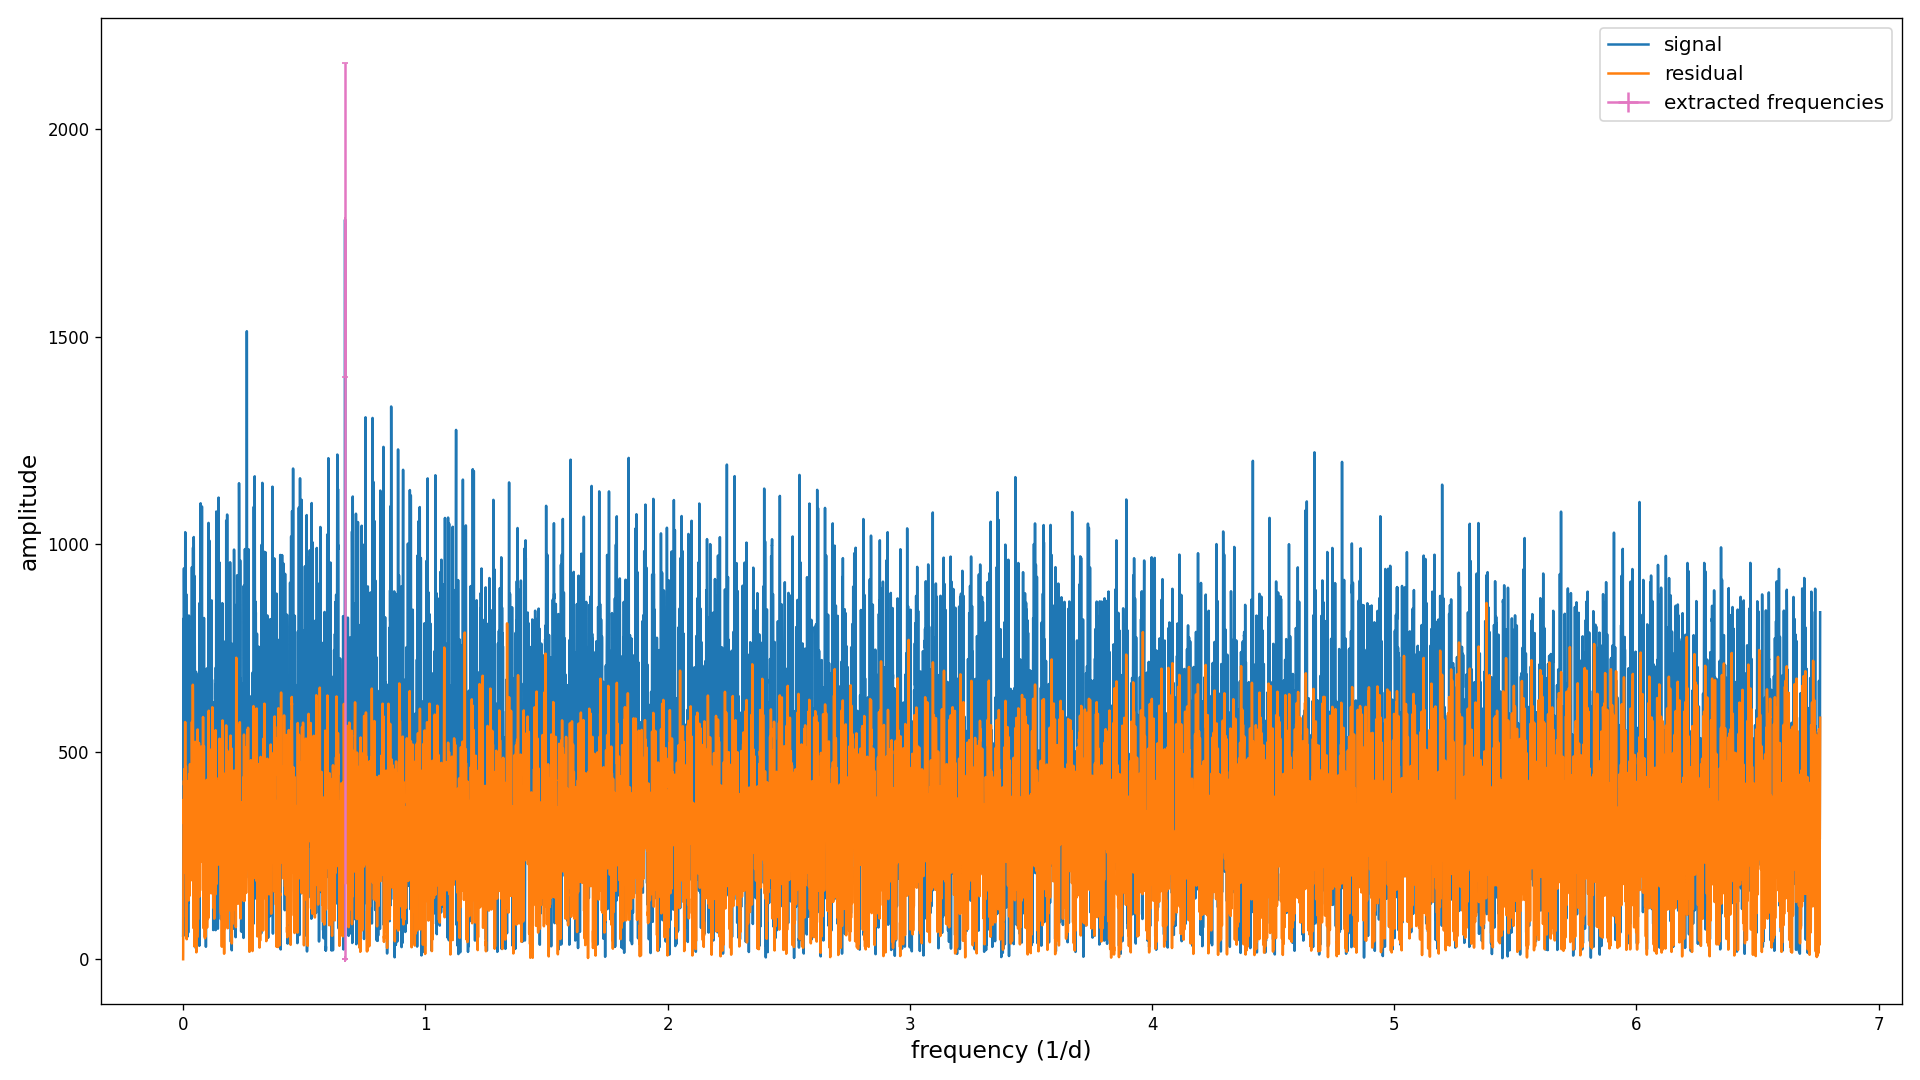 signal
residual
extracted frequencies
amplitude
2000
1500
1000
500
0
0 1 2 3 4 5 6 7
frequency (1/d)